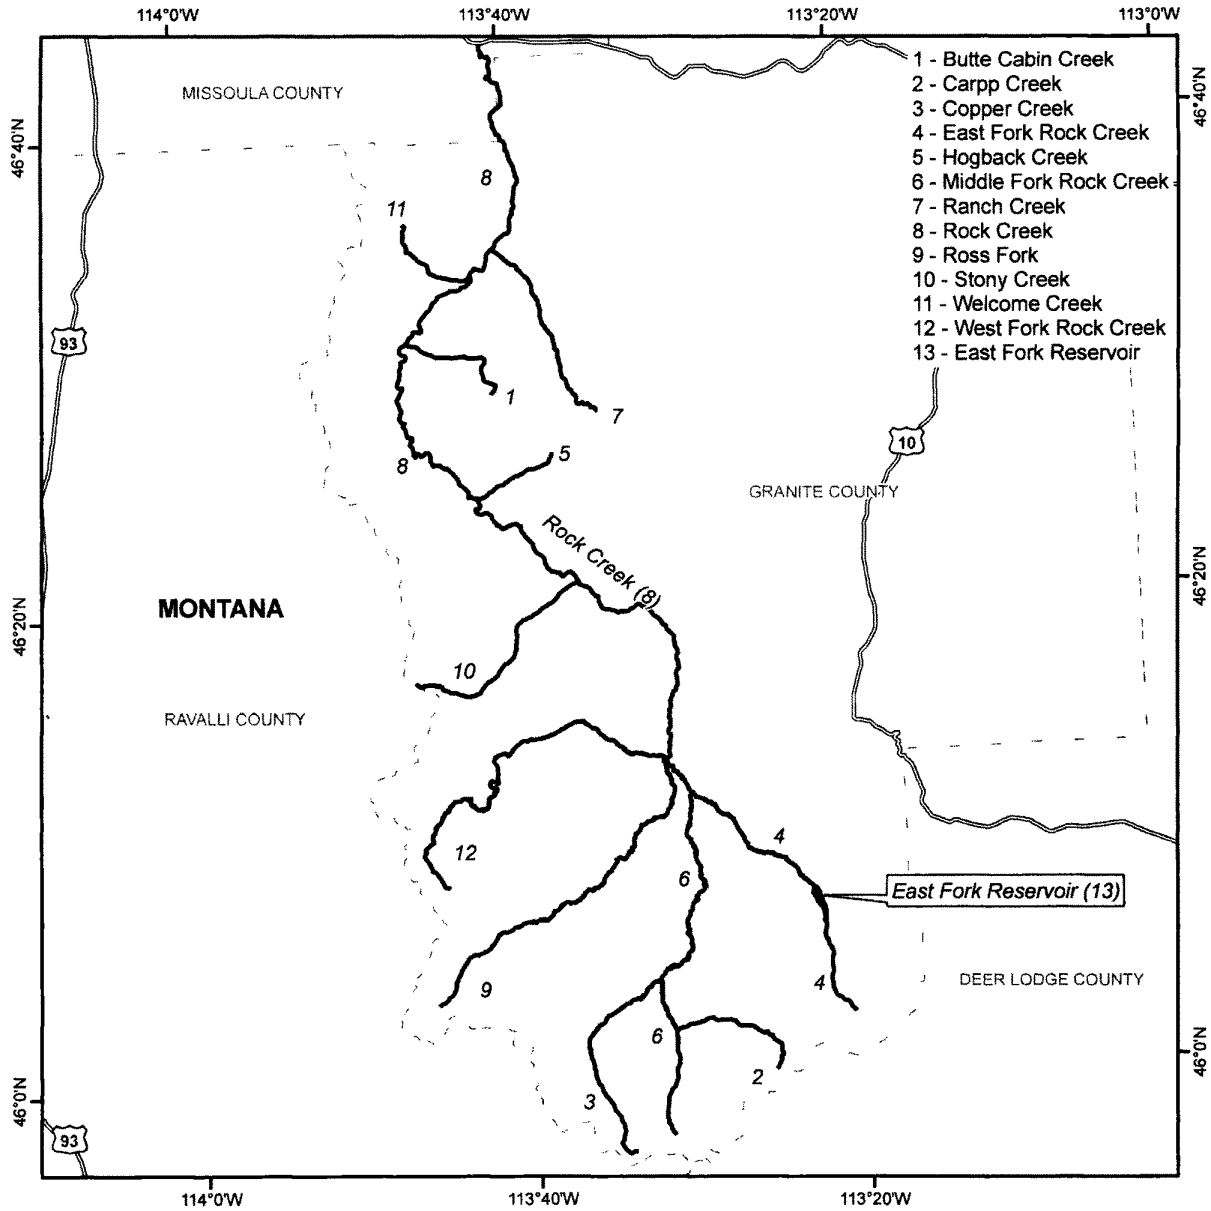 114°0'W
113°40'W
113°20'W
113°0'W
1 - Butte Cabin Creek
2 - Carpp Creek
3 - Copper Creek
4 - East Fork Rock Creek
5 - Hogback Creek
6 - Middle Fork Rock Creek
7 - Ranch Creek
8 - Rock Creek
9 - Ross Fork
10 - Stony Creek
11 - Welcome Creek
12 - West Fork Rock Creek
13 - East Fork Reservoir
MISSOULA COUNTY
46°40'N
46°40'N
8
11
93
1
7
10
5
8
GRANITE COUNTY
Rock Creek (8)
46°20'N
MONTANA
46°20'N
10
RAVALLI COUNTY
4
12
6
East Fork Reservoir (13)
9
4
DEER LODGE COUNTY
6
46°0'N
2
3
46°0'N
93
114°0'W
113°40'W
113°20'W